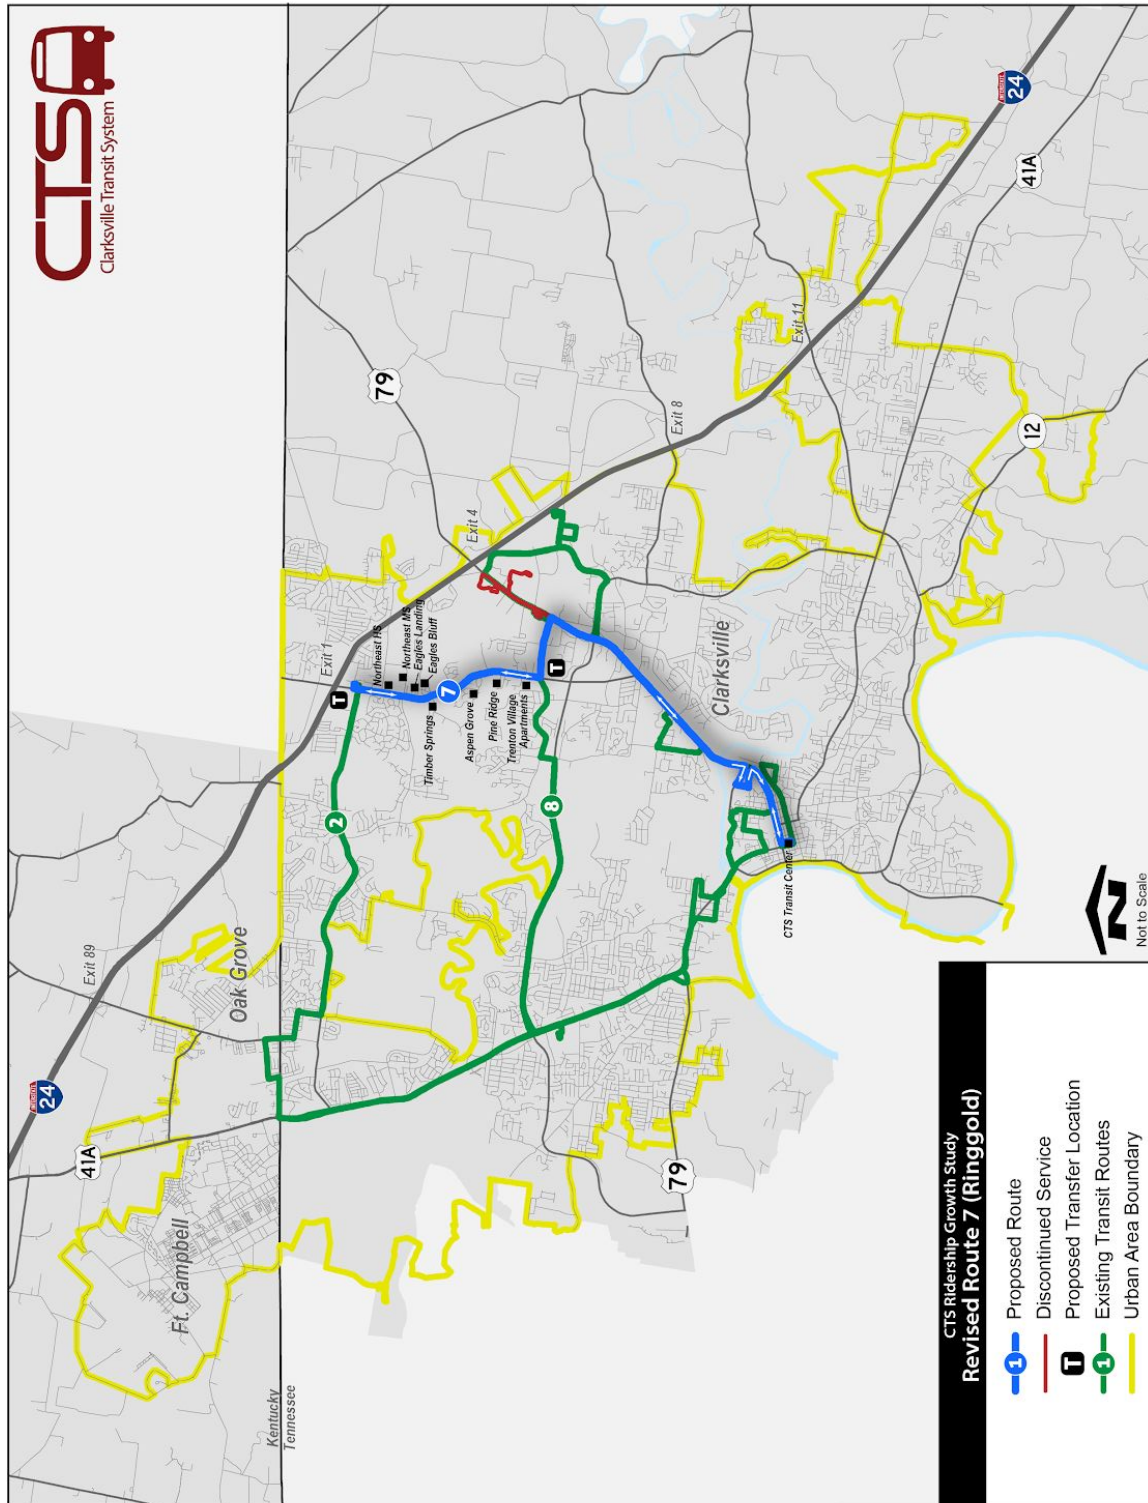 CTS
Clarksville Transit System
24
41A
Exit 89
Oak Grove
Ft. Campbell
Kentucky
Tennessee
Exit 1
79
Exit 4
Exit 8
Exit 11
24
41A
12
79
Clarksville
T
Northeast HS
Northeast MS
Eagles Landing
Eagles Bluff
Timber Springs
7
Aspen Grove
Pine Ridge
Trenton Village
Apartments
T
2
8
CTS Transit Center
N
Not to Scale
CTS Ridership Growth Study
Revised Route 7 (Ringgold)
1 Proposed Route
Discontinued Service
T Proposed Transfer Location
1 Existing Transit Routes
Urban Area Boundary